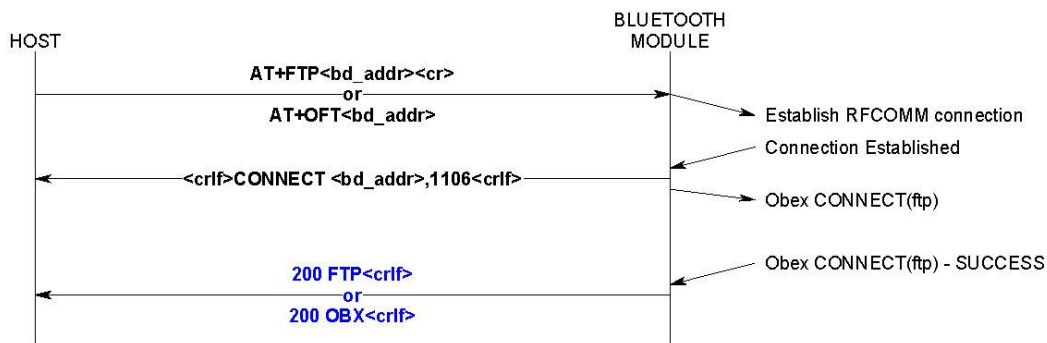 HOST
BLUETOOTH
MODULE
AT+FTP<bd_addr><cr>
or
AT+OFT<bd_addr>
Establish RFCOMM connection
Connection Established
<crlf>CONNECT <bd_addr>,1106<crlf>
Obex CONNECT(ftp)
Obex CONNECT(ftp) - SUCCESS
200 FTP<crlf>
or
200 OBX<crlf>